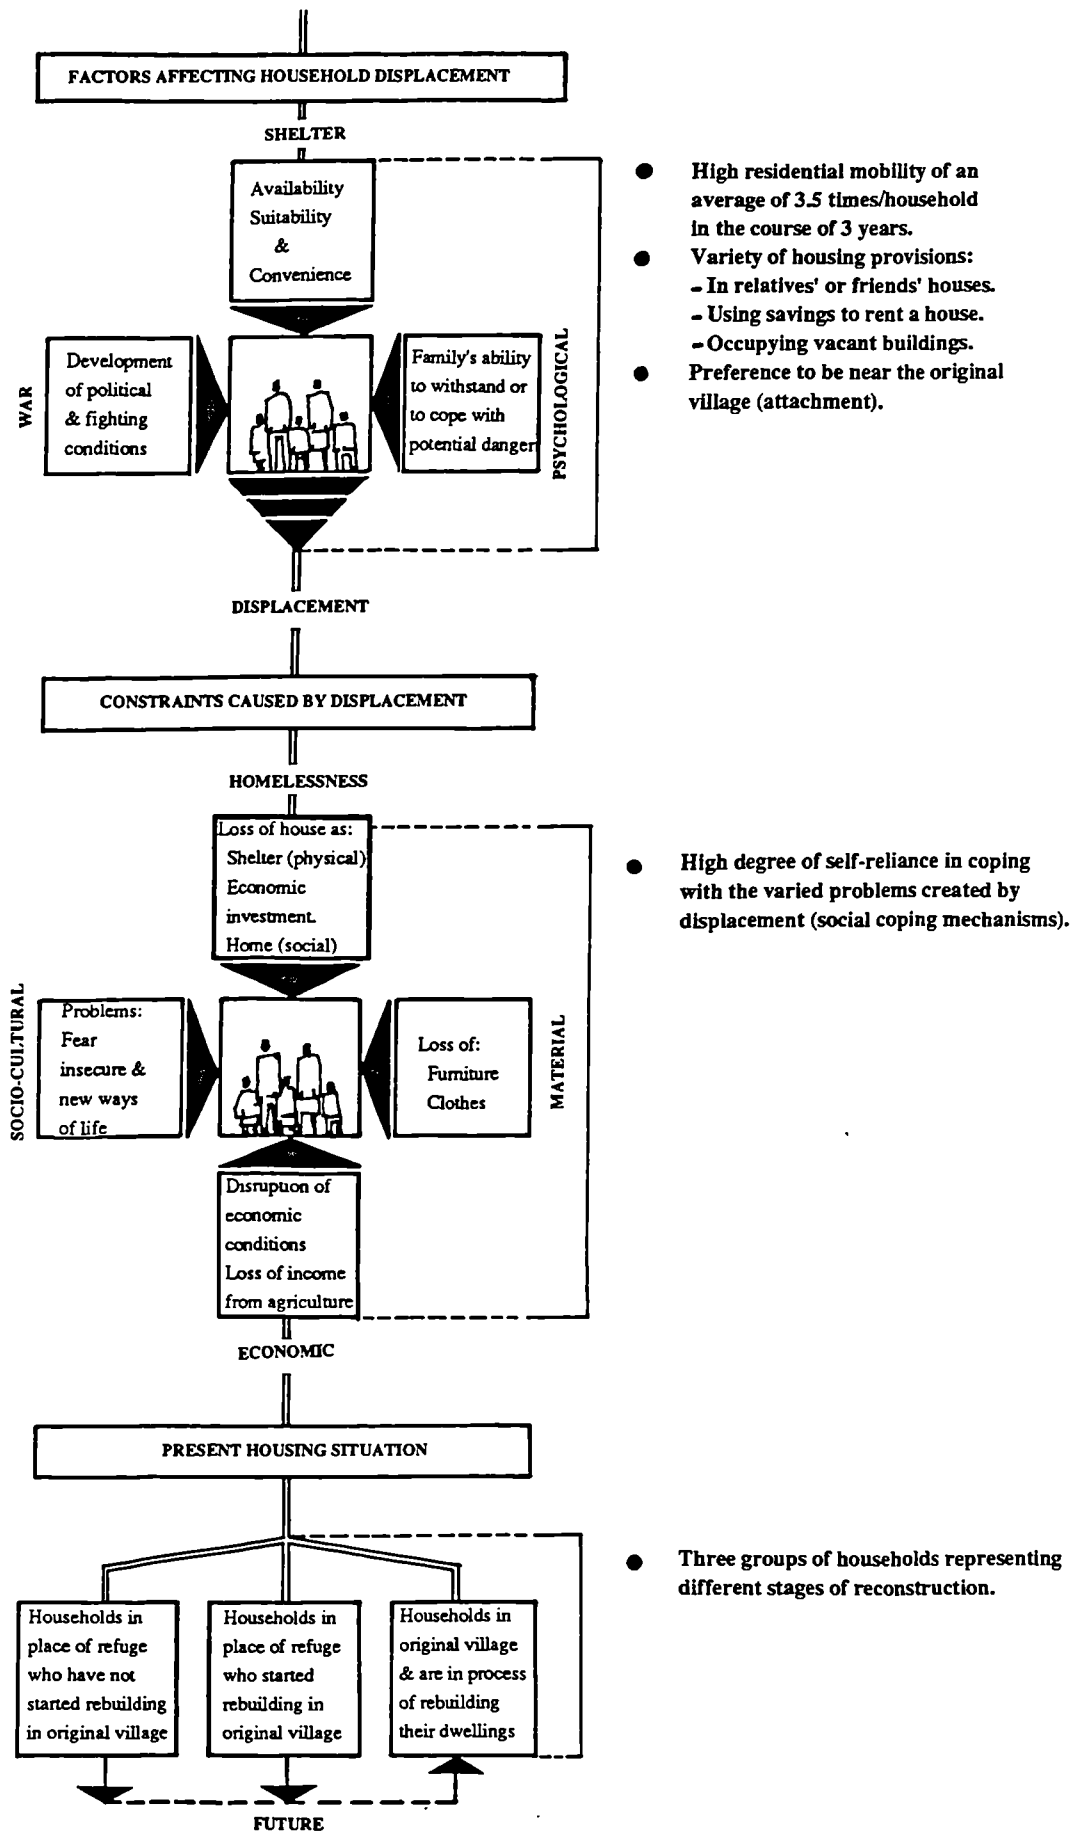 FACTORS AFFECTING HOUSEHOLD DISPLACEMENT
SHELTER
Availability
Suitability
&
Convenience
WAR
Development
of political
& fighting
conditions
Family's ability
to withstand or
to cope with
potential danger
PSYCHOLOGICAL
● High residential mobility of an
average of 3.5 times/household
in the course of 3 years.
● Variety of housing provisions:
- In relatives' or friends' houses.
- Using savings to rent a house.
- Occupying vacant buildings.
● Preference to be near the original
village (attachment).
DISPLACEMENT
CONSTRAINTS CAUSED BY DISPLACEMENT
HOMELESSNESS
Loss of house as:
Shelter (physical)
Economic
investment.
Home (social)
SOCIO-CULTURAL
Problems:
Fear
insecure &
new ways
of life
Loss of:
Furniture
Clothes
MATERIAL
Disruption of
economic
conditions
Loss of income
from agriculture
● High degree of self-reliance in coping
with the varied problems created by
displacement (social coping mechanisms).
ECONOMIC
PRESENT HOUSING SITUATION
Households in
place of refuge
who have not
started rebuilding
in original village
Households in
place of refuge
who started
rebuilding in
original village
Households in
original village
& are in process
of rebuilding
their dwellings
● Three groups of households representing
different stages of reconstruction.
FUTURE